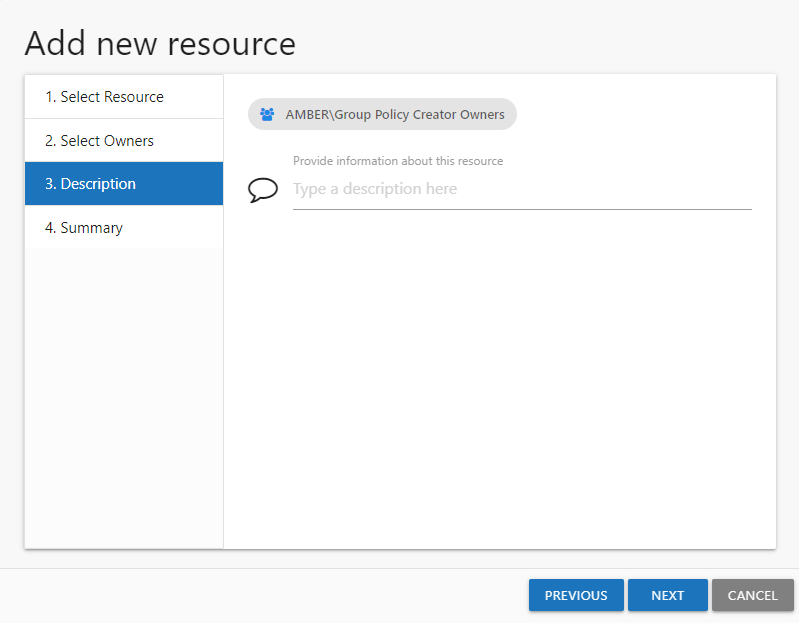 Add new resource
1. Select Resource
2. Select Owners
3. Description
4. Summary
AMBER\Group Policy Creator Owners
Provide information about this resource
Type a description here
PREVIOUS
NEXT
CANCEL